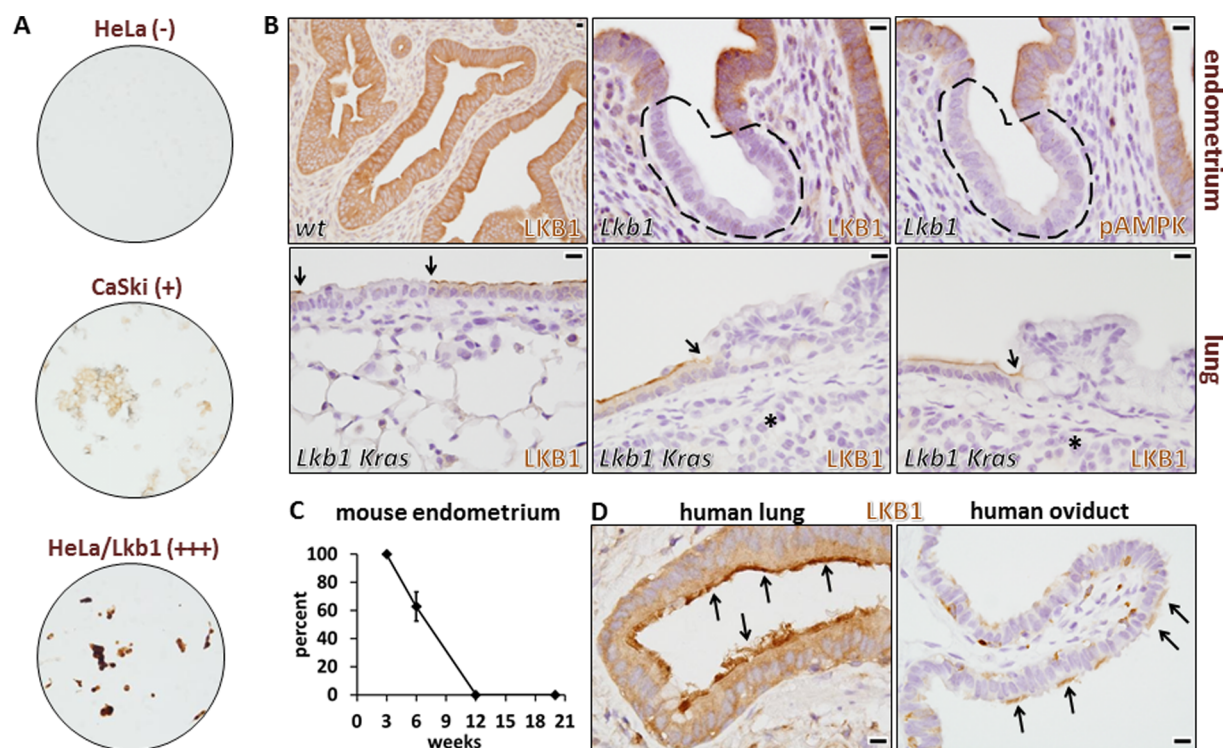 A
HeLa (-)
CaSki (+)
HeLa/Lkb1 (+++)
B
wt
LKB1
Lkb1
LKB1
Lkb1
pAMPK
endometrium
Lkb1 Kras
LKB1
Lkb1 Kras
*
LKB1
Lkb1 Kras
*
LKB1
lung
C
mouse endometrium
percent
100
80
60
40
20
0
0 3 6 9 12 15 18 21
weeks
D
human lung
LKB1
human oviduct